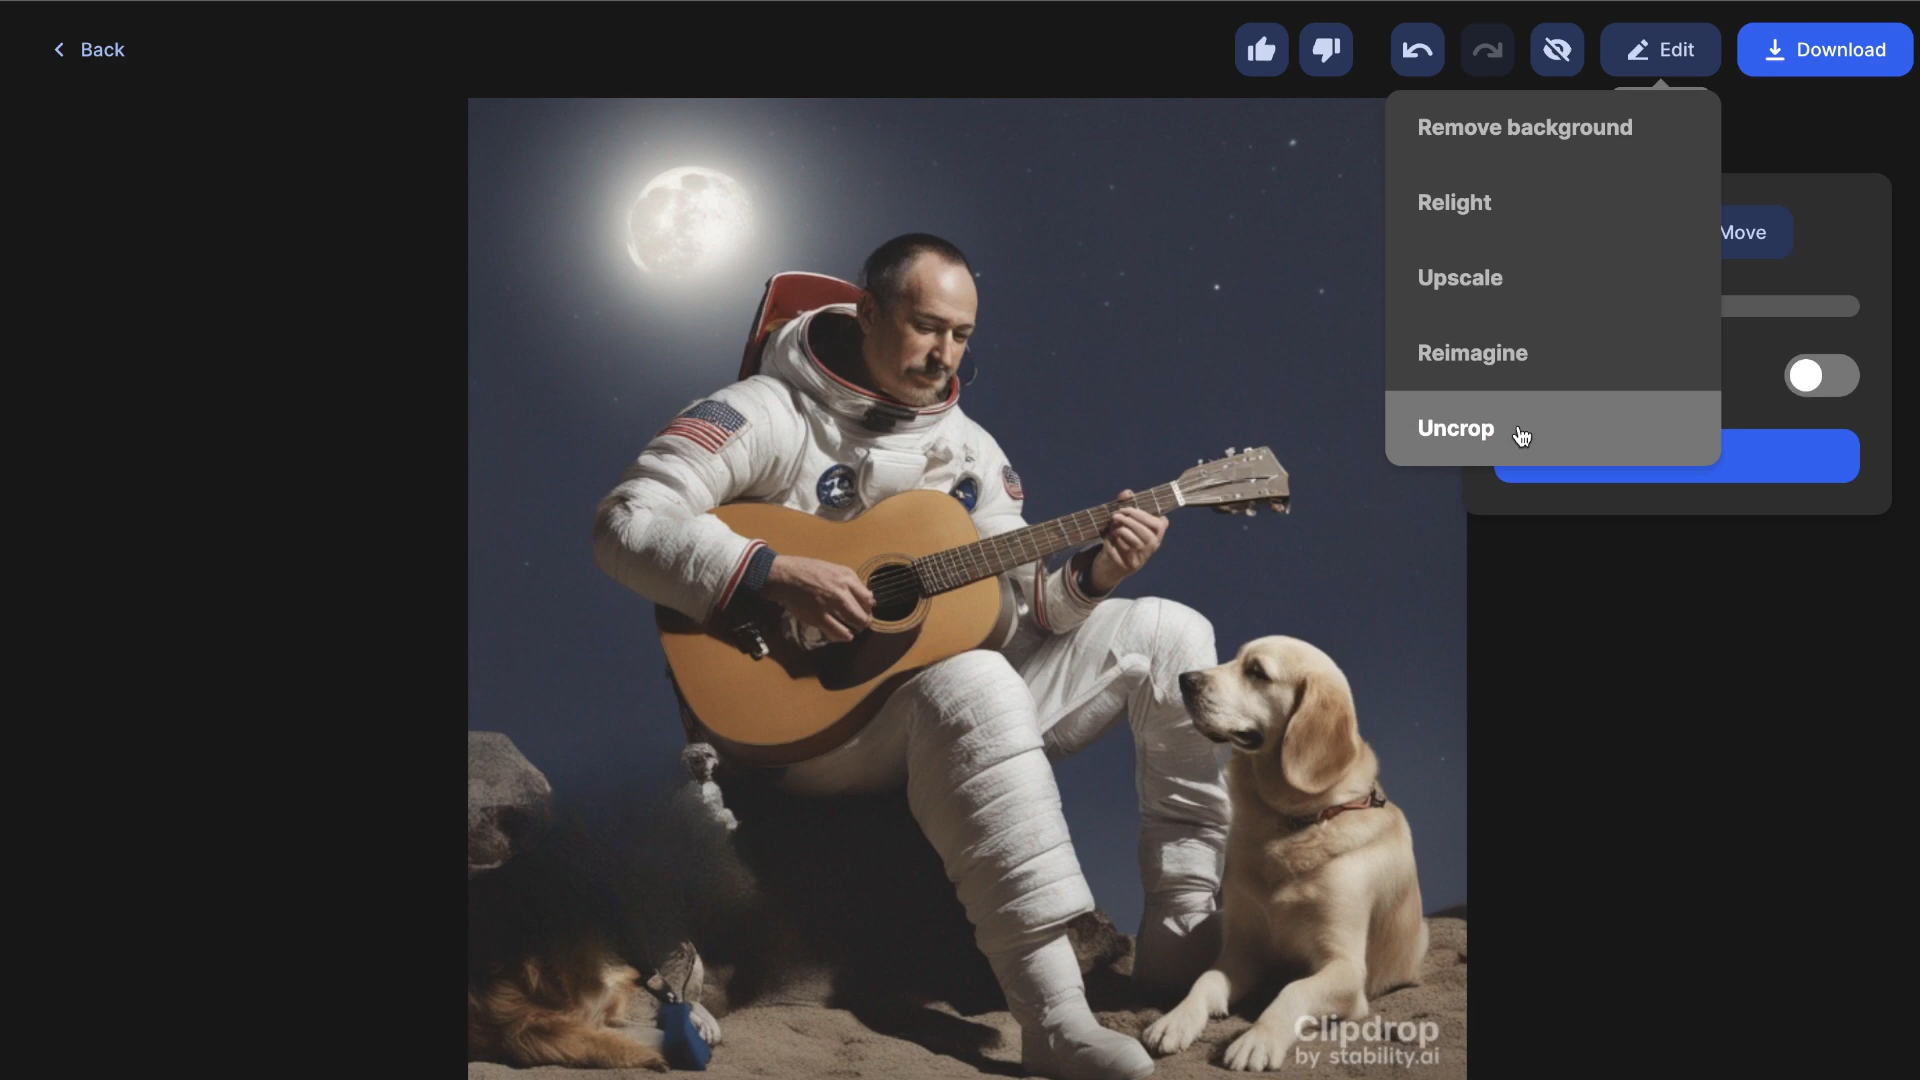 Back
Edit
Download
Remove background
Relight
Move
Upscale
Reimagine
Uncrop
Clipdrop
by stability.ai